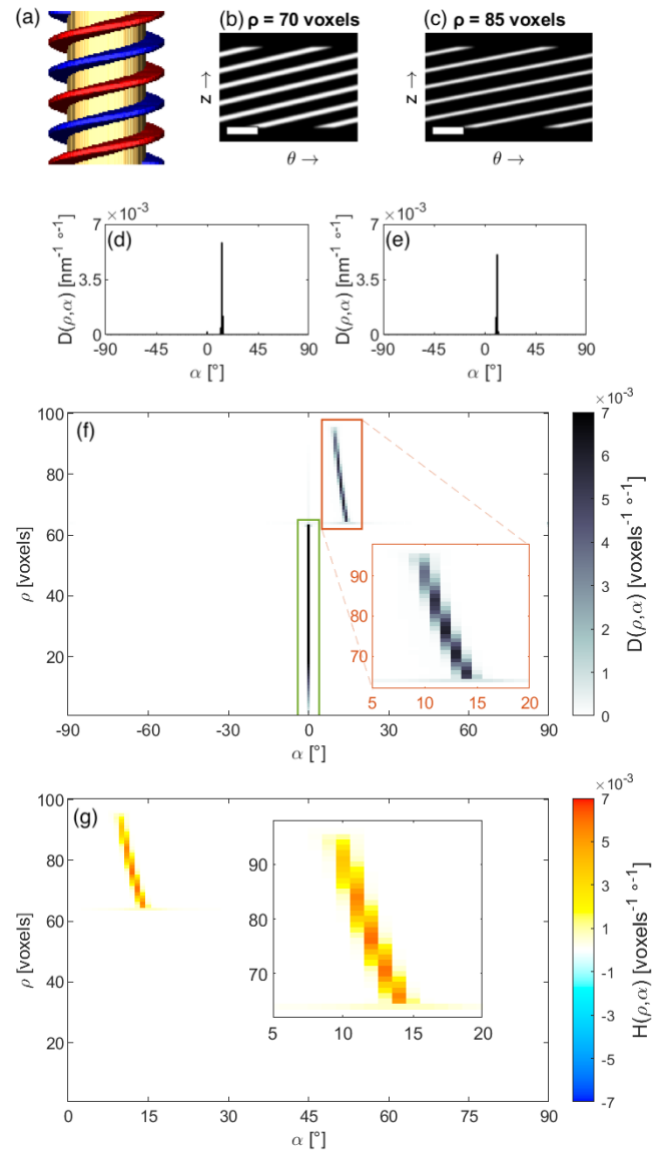 (a)
(b) ρ = 70 voxels
(c) ρ = 85 voxels
z →
z →
θ →
θ →
×10⁻³
×10⁻³
(d)
(e)
D(ρ,α) [nm⁻¹ °⁻¹]
7
3.5
0
-90 -45 0 45 90
α [°]
D(ρ,α) [nm⁻¹ °⁻¹]
7
3.5
0
-90 -45 0 45 90
α [°]
(f)
ρ [voxels]
100
80
60
40
20
-90 -60 -30 0 30 60 90
α [°]
90
80
70
5 10 15 20
×10⁻³
7
6
5
4
3
2
1
0
D(ρ,α) [voxels⁻¹ °⁻¹]
(g)
ρ [voxels]
100
80
60
40
20
0 15 30 45 60 75 90
α [°]
90
80
70
5 10 15 20
×10⁻³
7
5
3
1
-1
-3
-5
-7
H(ρ,α) [voxels⁻¹ °⁻¹]